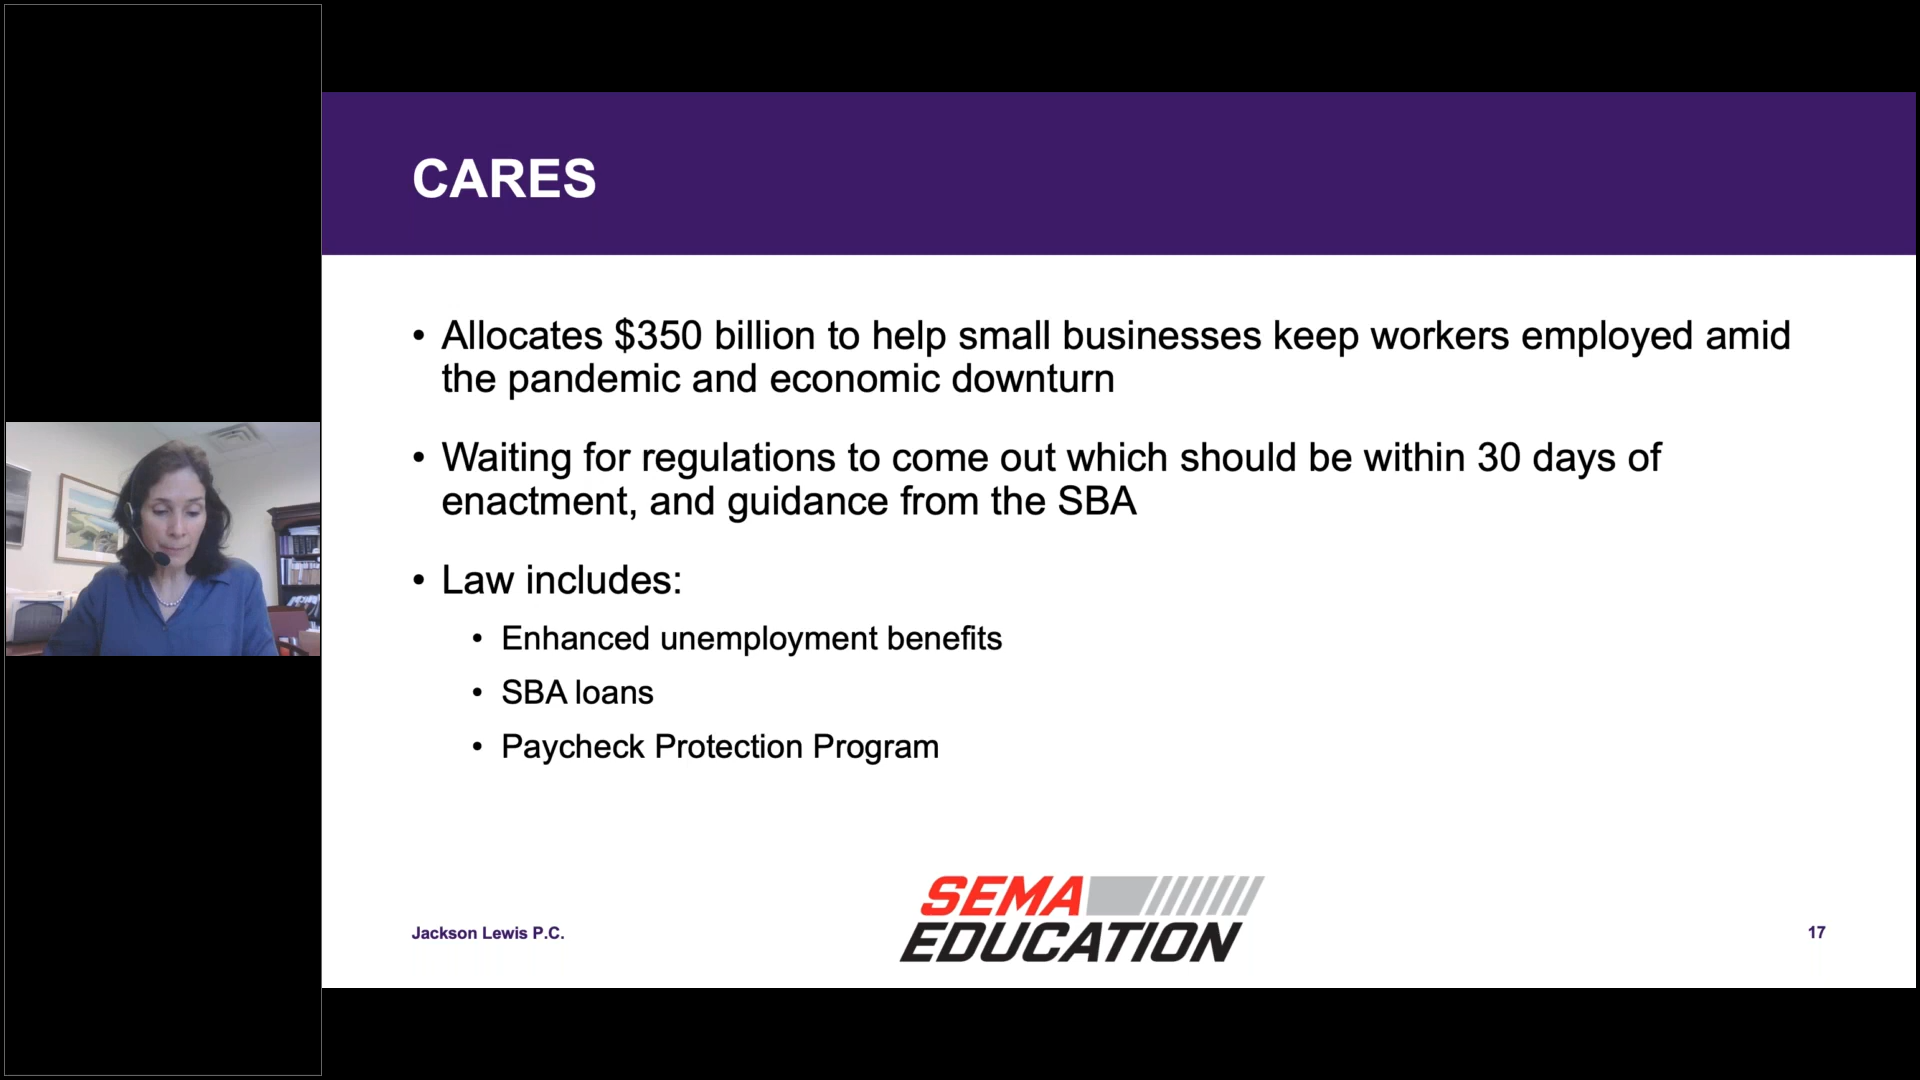 CARES
• Allocates $350 billion to help small businesses keep workers employed amid
the pandemic and economic downturn
• Waiting for regulations to come out which should be within 30 days of
enactment, and guidance from the SBA
• Law includes:
• Enhanced unemployment benefits
• SBA loans
• Paycheck Protection Program
SEMA
EDUCATION
Jackson Lewis P.C.
17